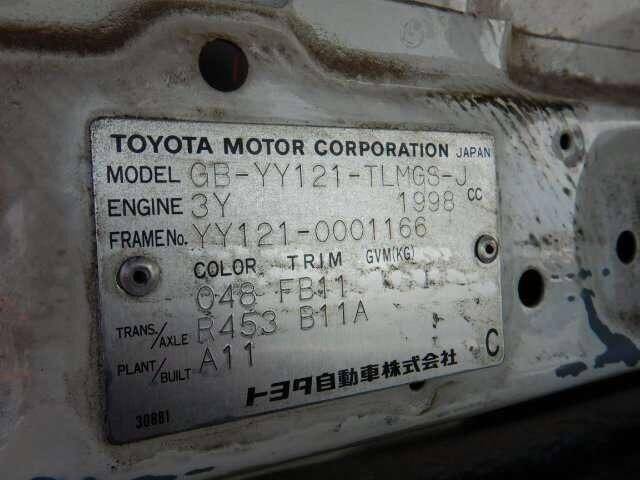 TOYOTA MOTOR CORPORATION JAPAN
MODEL GB-YY121-TLMGS-J
ENGINE 3Y 1998 CC
FRAME No. YY121-0001166
COLOR TRIM GVM(KG)
048 FB11
TRANS./AXLE R453 B11A
PLANT/BUILT A11
C
トヨタ自動車株式会社
30881